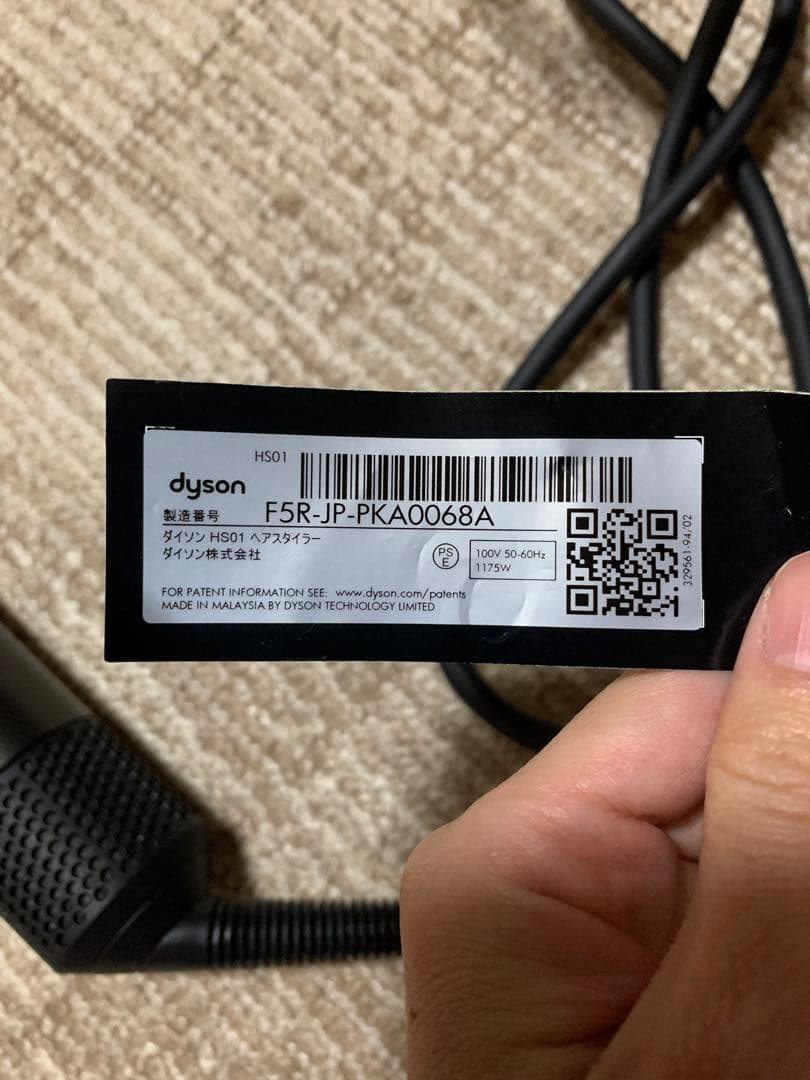 HS01
dyson
製造番号 F5R-JP-PKA0068A
ダイソン HS01 ヘアスタイラー
ダイソン株式会社
PS
E
100V 50-60Hz
1175W
329561-94/02
FOR PATENT INFORMATION SEE: www.dyson.com/patents
MADE IN MALAYSIA BY DYSON TECHNOLOGY LIMITED